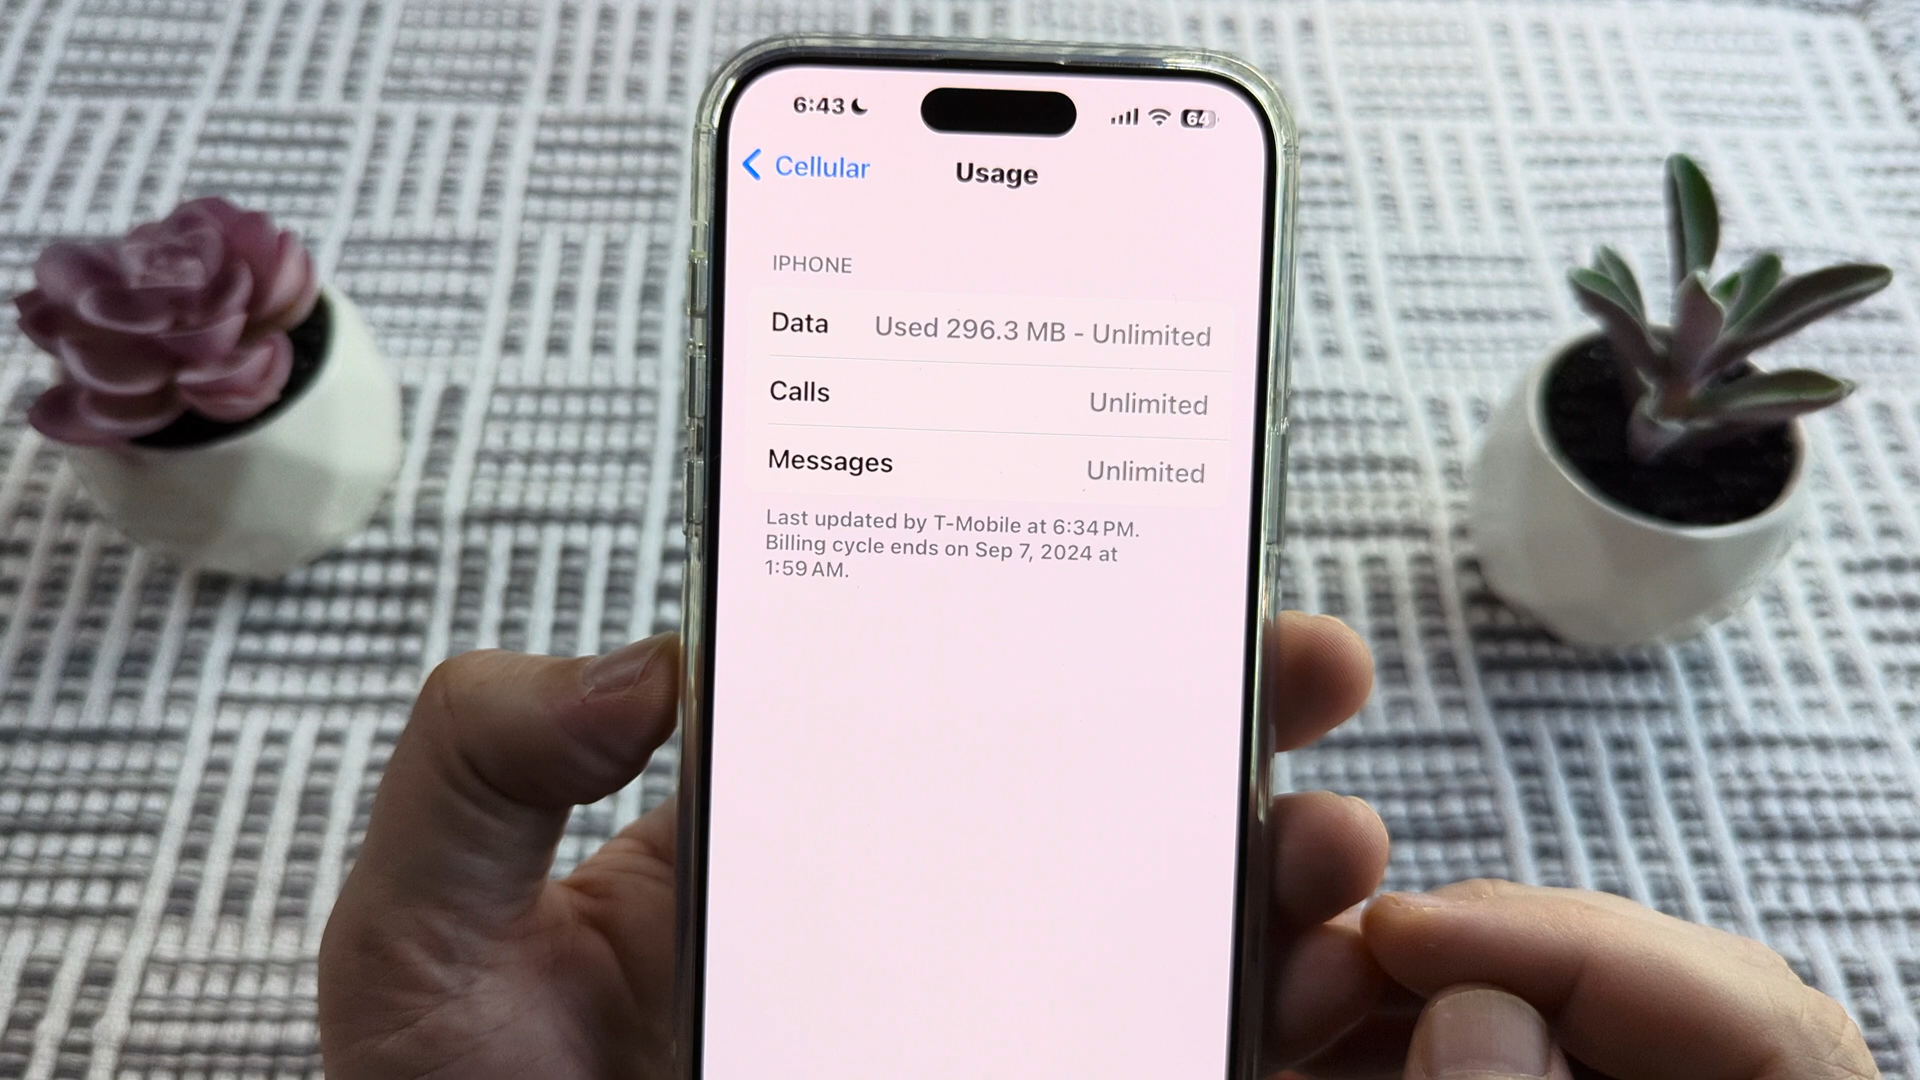 6:43
64
Cellular
Usage
IPHONE
Data Used 296.3 MB - Unlimited
Calls Unlimited
Messages Unlimited
Last updated by T-Mobile at 6:34 PM.
Billing cycle ends on Sep 7, 2024 at
1:59 AM.